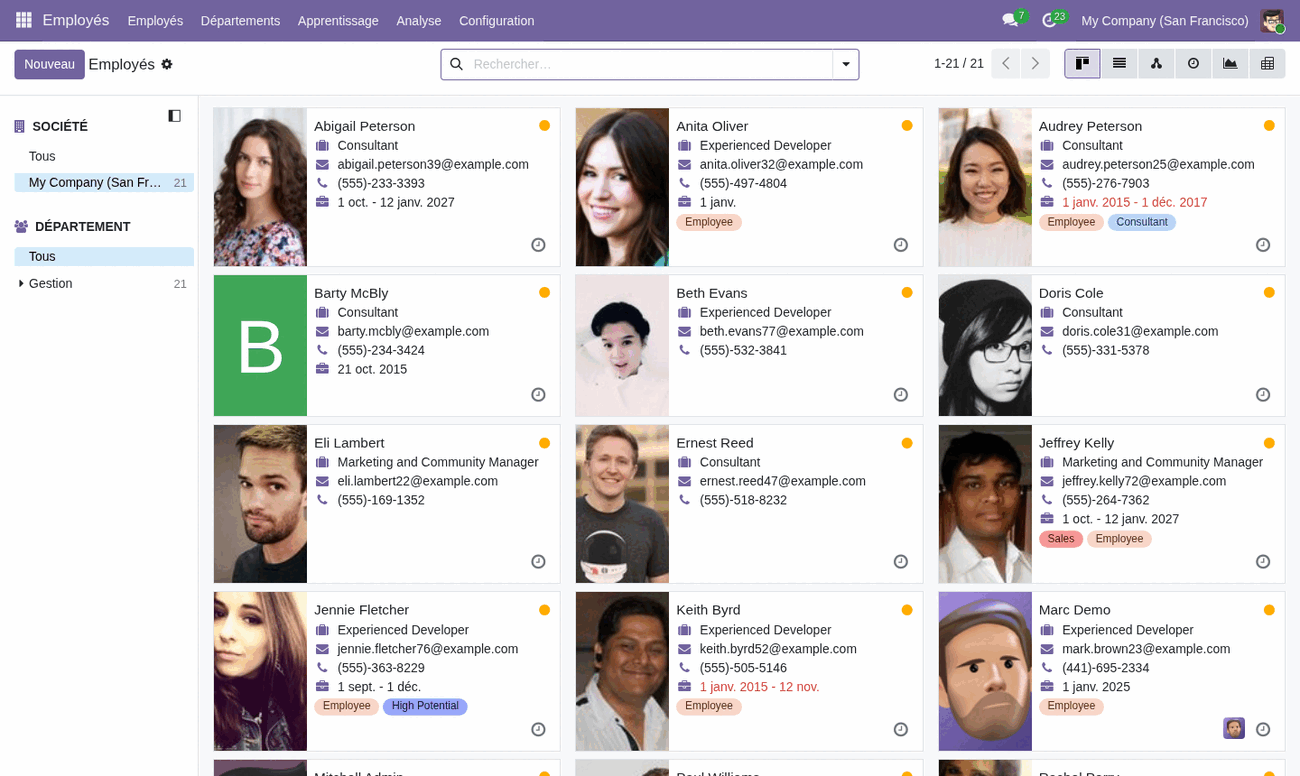 Employés Employés Départements Apprentissage Analyse Configuration 7 23 My Company (San Francisco)
Nouveau Employés Rechercher… 1-21 / 21
SOCIÉTÉ
Tous
My Company (San Fr… 21
DÉPARTEMENT
Tous
Gestion 21
Abigail Peterson
Consultant
abigail.peterson39@example.com
(555)-233-3393
1 oct. - 12 janv. 2027
Anita Oliver
Experienced Developer
anita.oliver32@example.com
(555)-497-4804
1 janv.
Employee
Audrey Peterson
Consultant
audrey.peterson25@example.com
(555)-276-7903
1 janv. 2015 - 1 déc. 2017
Employee Consultant
B
Barty McBly
Consultant
barty.mcbly@example.com
(555)-234-3424
21 oct. 2015
Beth Evans
Experienced Developer
beth.evans77@example.com
(555)-532-3841
Doris Cole
Consultant
doris.cole31@example.com
(555)-331-5378
Eli Lambert
Marketing and Community Manager
eli.lambert22@example.com
(555)-169-1352
Ernest Reed
Consultant
ernest.reed47@example.com
(555)-518-8232
Jeffrey Kelly
Marketing and Community Manager
jeffrey.kelly72@example.com
(555)-264-7362
1 oct. - 12 janv. 2027
Sales Employee
Jennie Fletcher
Experienced Developer
jennie.fletcher76@example.com
(555)-363-8229
1 sept. - 1 déc.
Employee High Potential
Keith Byrd
Experienced Developer
keith.byrd52@example.com
(555)-505-5146
1 janv. 2015 - 12 nov.
Employee
Marc Demo
Experienced Developer
mark.brown23@example.com
(441)-695-2334
1 janv. 2025
Employee
Mitchell Admin
Paul Williams
Rachel Perry